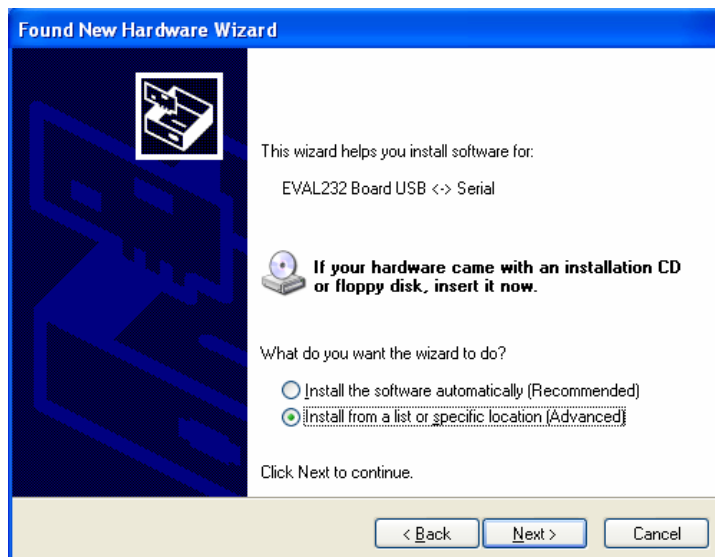 Found New Hardware Wizard
This wizard helps you install software for:
EVAL232 Board USB <-> Serial
If your hardware came with an installation CD
or floppy disk, insert it now.
What do you want the wizard to do?
Install the software automatically (Recommended)
Install from a list or specific location (Advanced)
Click Next to continue.
< Back Next > Cancel